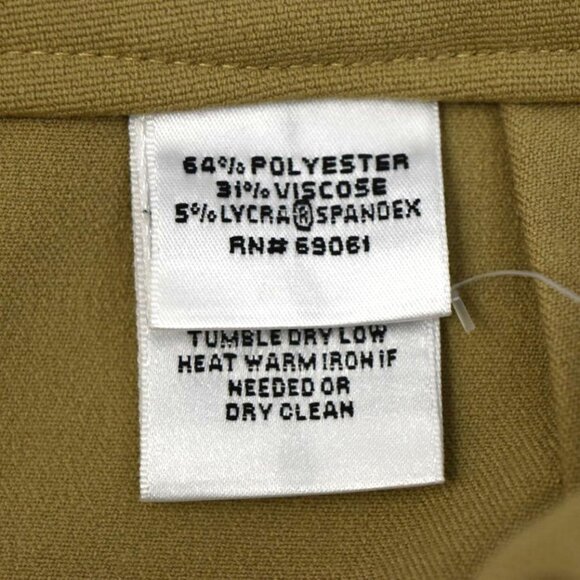 64% POLYESTER
31% VISCOSE
5% LYCRA® SPANDEX
RN# 69061
TUMBLE DRY LOW
HEAT WARM IRON IF
NEEDED OR
DRY CLEAN